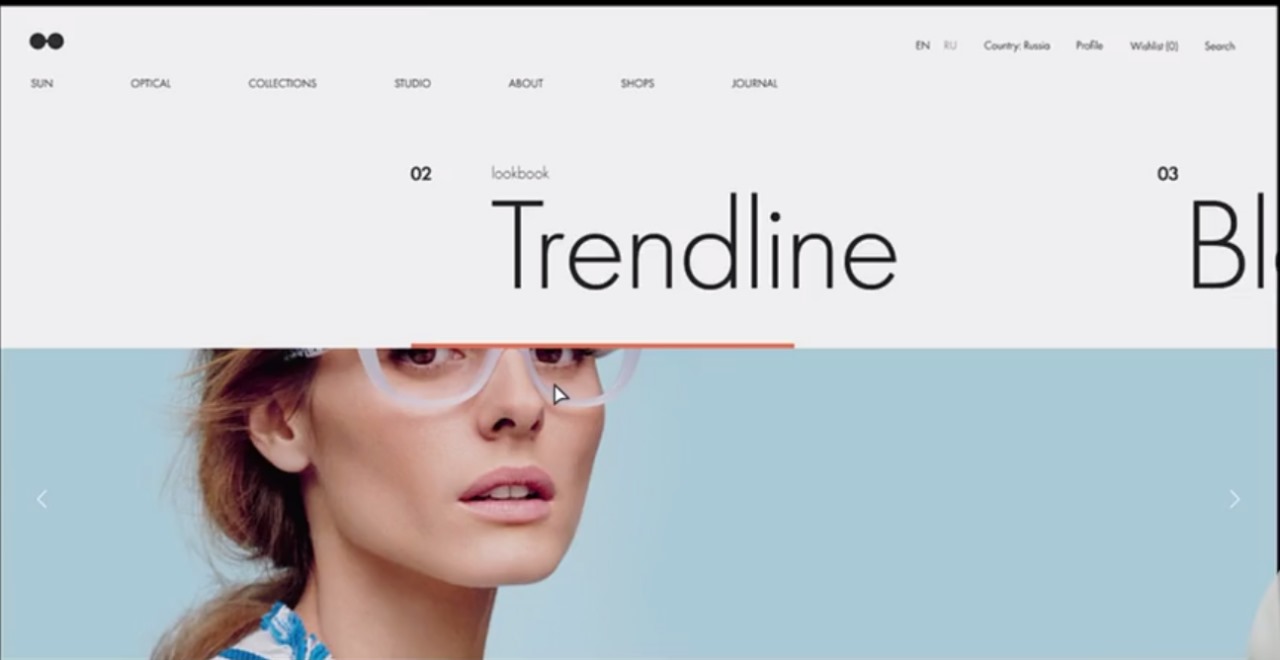 EN RU Country: Russia Profile Wishlist (0) Search
SUN OPTICAL COLLECTIONS STUDIO ABOUT SHOPS JOURNAL
02 lookbook 03
Trendline